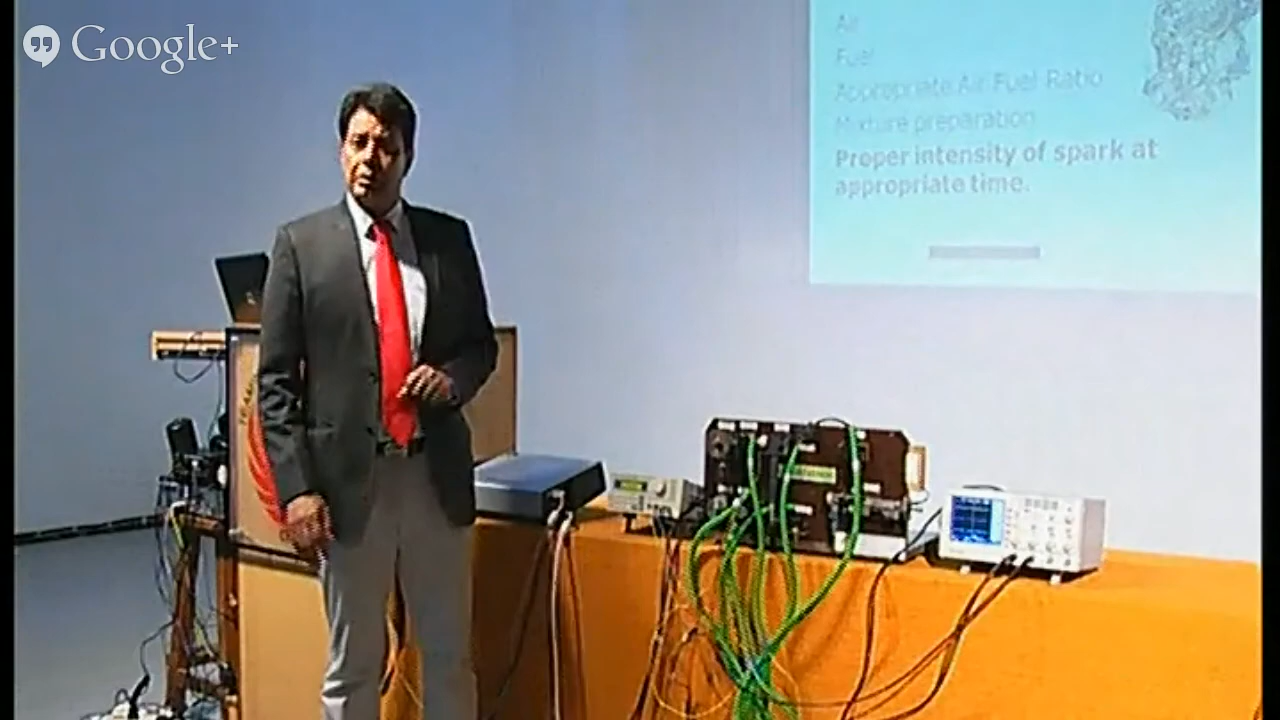 Google+
Air
Fuel
Appropriate Air Fuel Ratio
Mixture preparation
Proper intensity of spark at
appropriate time.